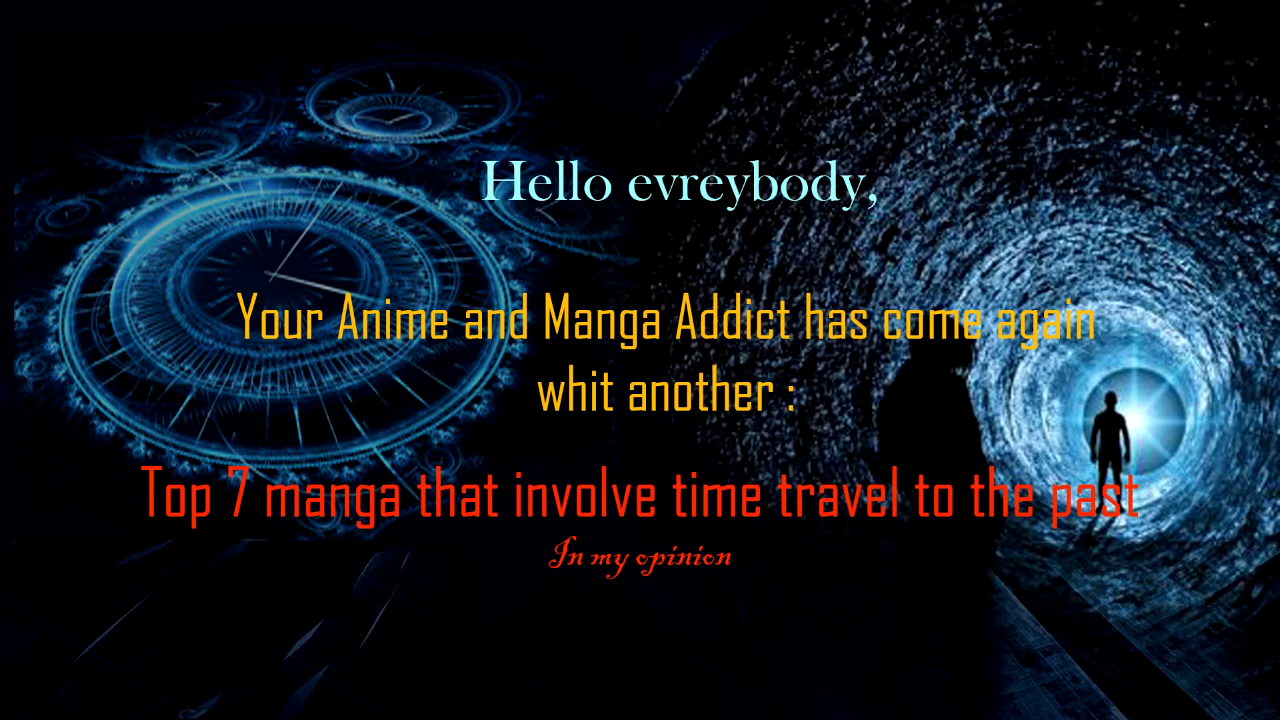 Hello evreybody,
Your Anime and Manga Addict has come again
whit another :
Top 7 manga that involve time travel to the past
In my opinion